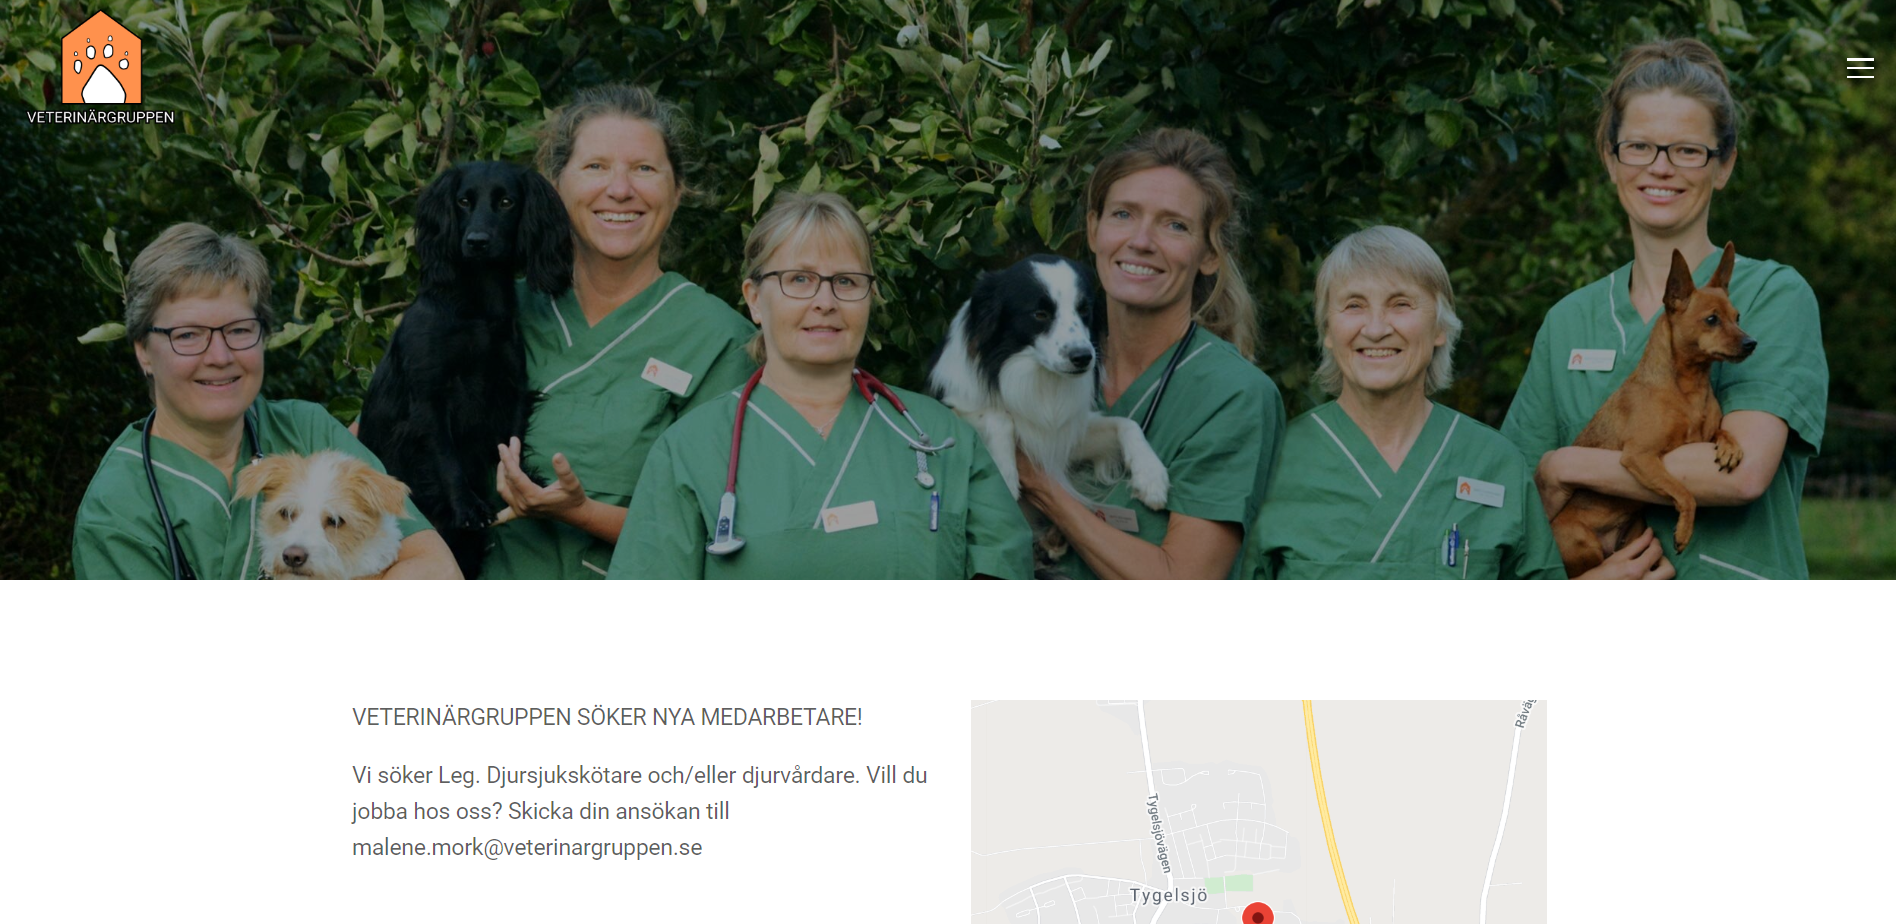 VETERINÄRGRUPPEN
VETERINÄRGRUPPEN SÖKER NYA MEDARBETARE!
Vi söker Leg. Djursjukskötare och/eller djurvårdare. Vill du
jobba hos oss? Skicka din ansökan till
malene.mork@veterinargruppen.se
Råväg
Tygelsjövägen
Tygelsjö